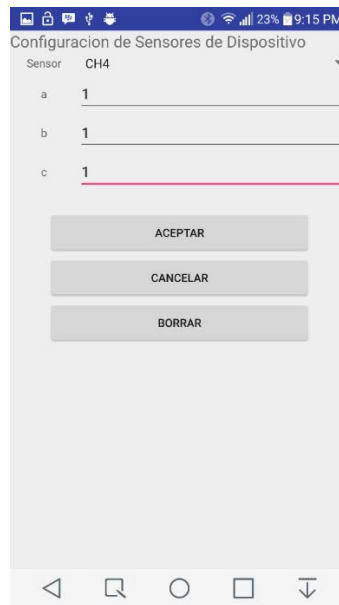 23% 9:15 PM
Configuracion de Sensores de Dispositivo
Sensor CH4
a 1
b 1
c 1
ACEPTAR
CANCELAR
BORRAR